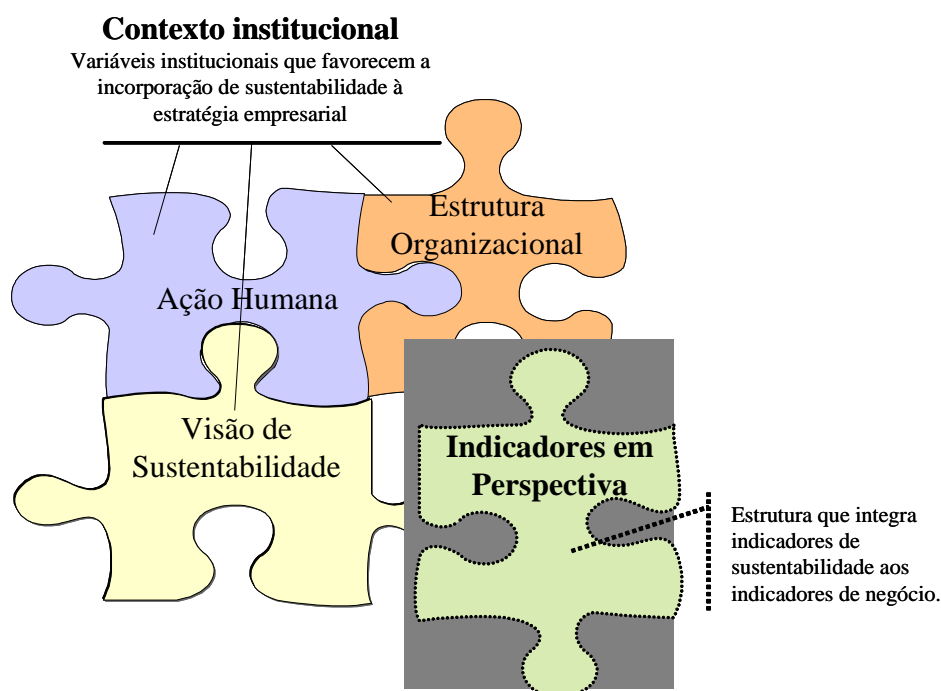 Contexto institucional
Variáveis institucionais que favorecem a
incorporação de sustentabilidade à
estratégia empresarial
Estrutura
Organizacional
Ação Humana
Visão de
Sustentabilidade
Indicadores em
Perspectiva
Estrutura que integra
indicadores de
sustentabilidade aos
indicadores de negócio.